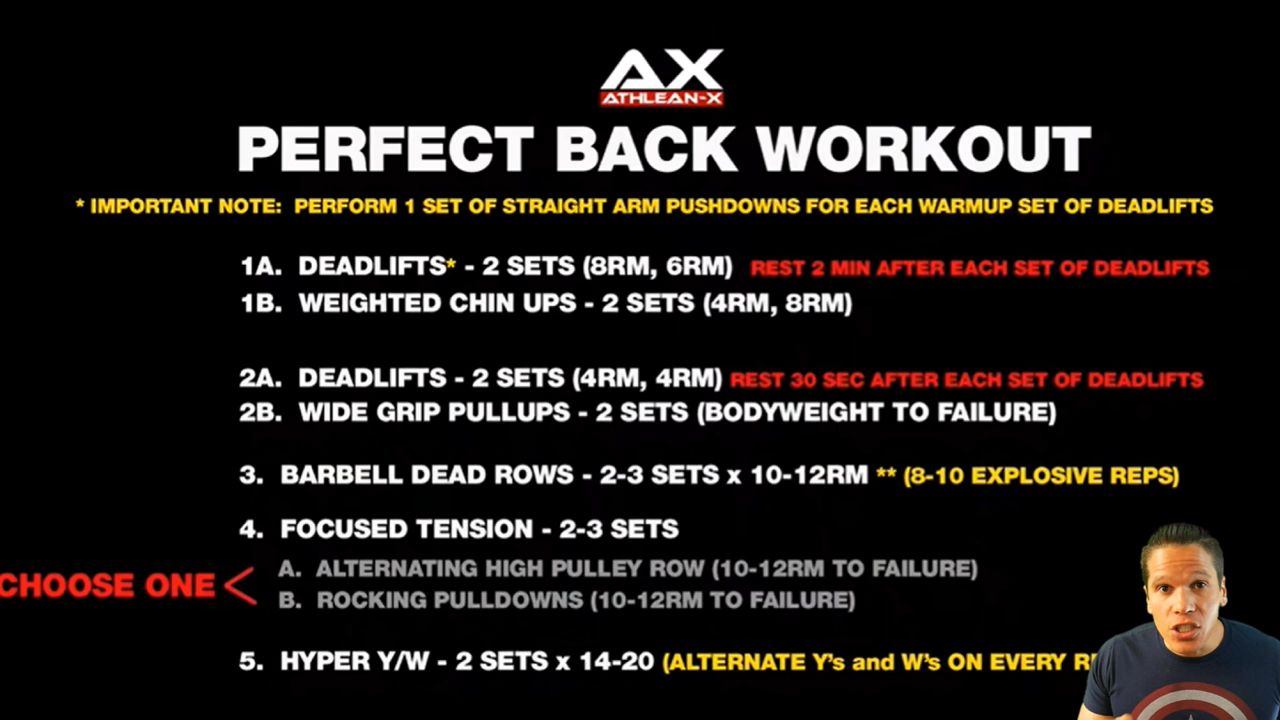 AX
ATHLEAN-X
PERFECT BACK WORKOUT
* IMPORTANT NOTE: PERFORM 1 SET OF STRAIGHT ARM PUSHDOWNS FOR EACH WARMUP SET OF DEADLIFTS
1A. DEADLIFTS* - 2 SETS (8RM, 6RM) REST 2 MIN AFTER EACH SET OF DEADLIFTS
1B. WEIGHTED CHIN UPS - 2 SETS (4RM, 8RM)
2A. DEADLIFTS - 2 SETS (4RM, 4RM) REST 30 SEC AFTER EACH SET OF DEADLIFTS
2B. WIDE GRIP PULLUPS - 2 SETS (BODYWEIGHT TO FAILURE)
3. BARBELL DEAD ROWS - 2-3 SETS x 10-12RM ** (8-10 EXPLOSIVE REPS)
4. FOCUSED TENSION - 2-3 SETS
CHOOSE ONE <
A. ALTERNATING HIGH PULLEY ROW (10-12RM TO FAILURE)
B. ROCKING PULLDOWNS (10-12RM TO FAILURE)
5. HYPER Y/W - 2 SETS x 14-20 (ALTERNATE Y's and W's ON EVERY